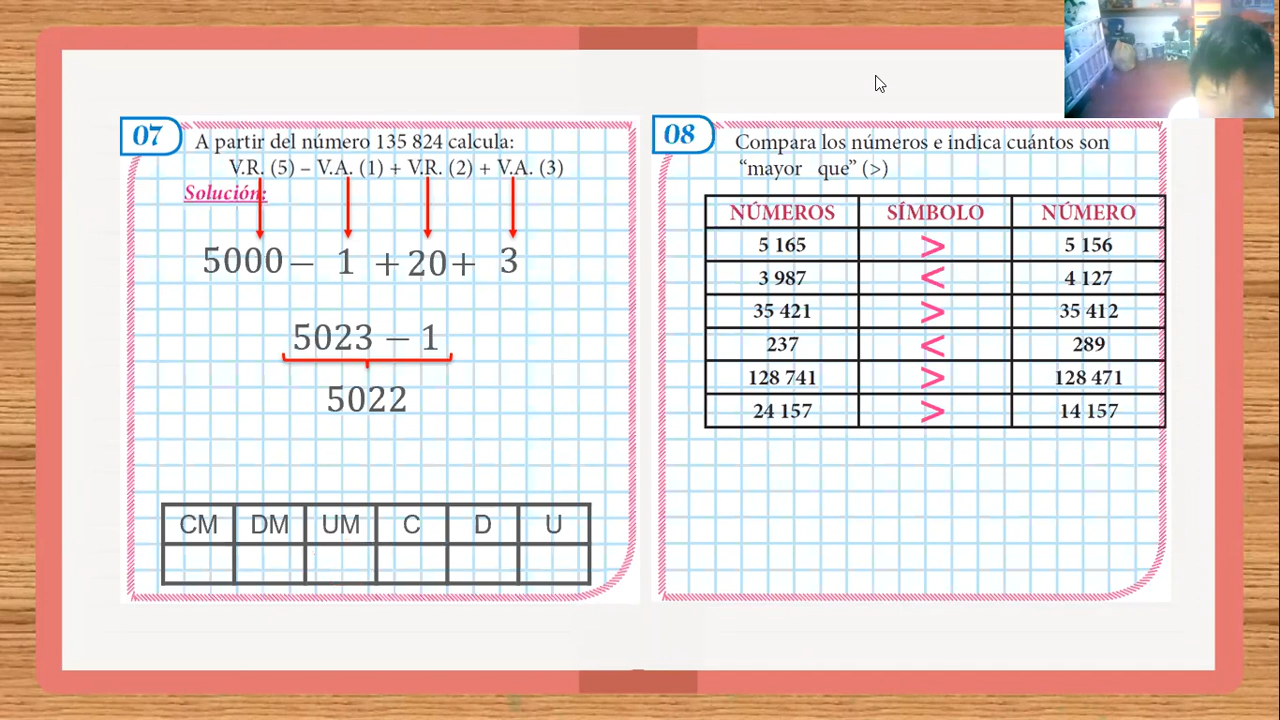 07
A partir del número 135 824 calcula:
V.R. (5) – V.A. (1) + V.R. (2) + V.A. (3)
Solución:
5000 − 1 + 20 + 3
5023 − 1
5022
CM DM UM C D U
08
Compara los números e indica cuántos son
“mayor que” (>)
NÚMEROS SÍMBOLO NÚMERO
5 165 > 5 156
3 987 < 4 127
35 421 > 35 412
237 < 289
128 741 > 128 471
24 157 > 14 157